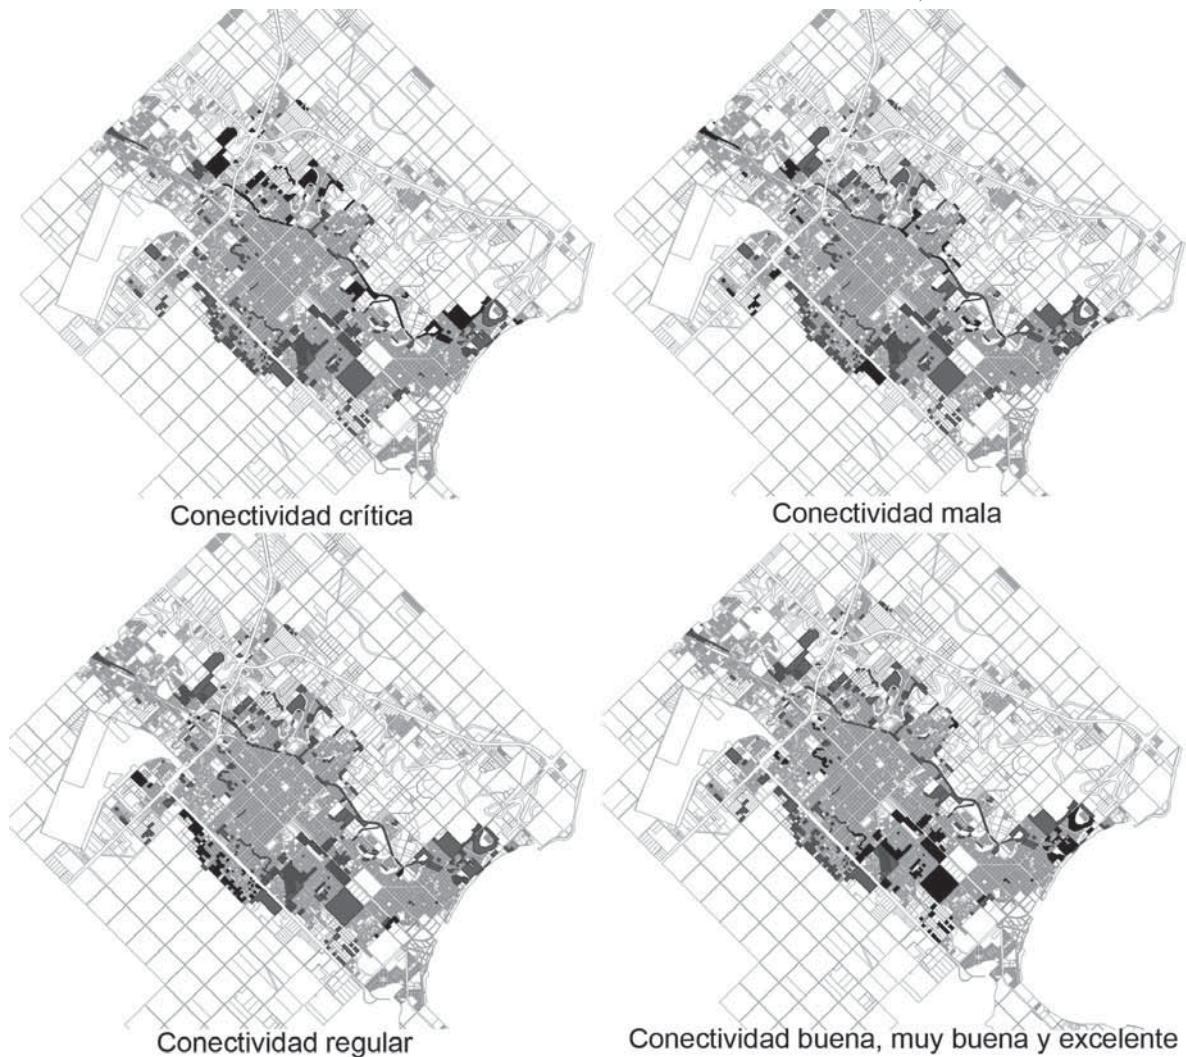 Conectividad crítica
Conectividad mala
Conectividad regular
Conectividad buena, muy buena y excelente